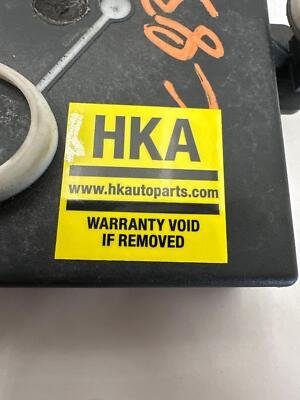 HKA
www.hkautoparts.com
WARRANTY VOID
IF REMOVED